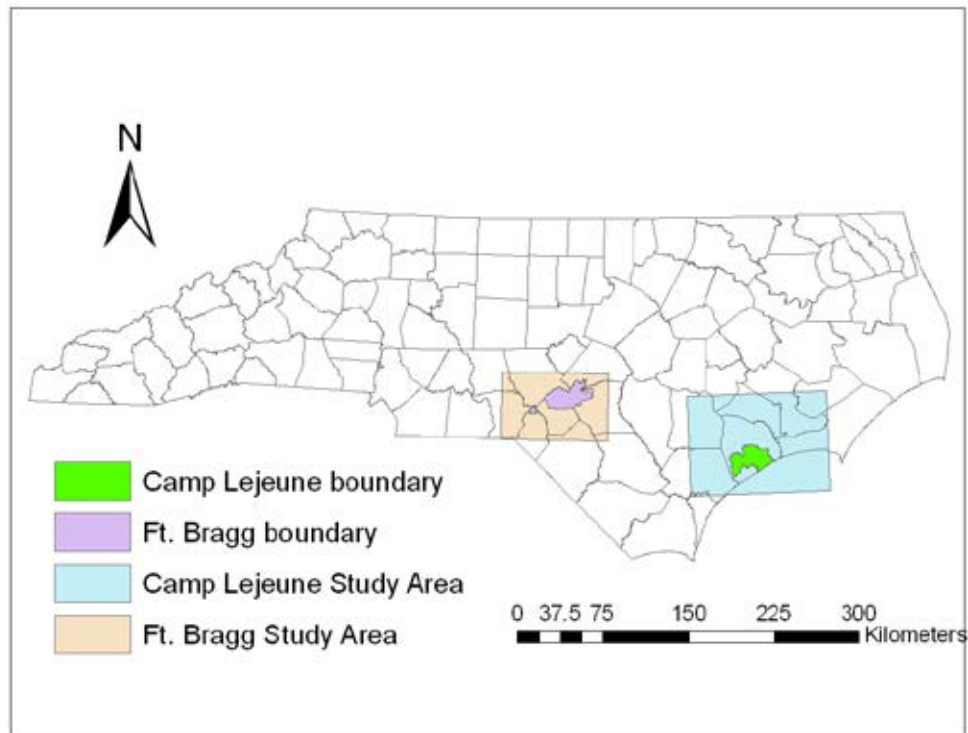 N
Camp Lejeune boundary
Ft. Bragg boundary
Camp Lejeune Study Area
Ft. Bragg Study Area
0 37.5 75 150 225 300
Kilometers